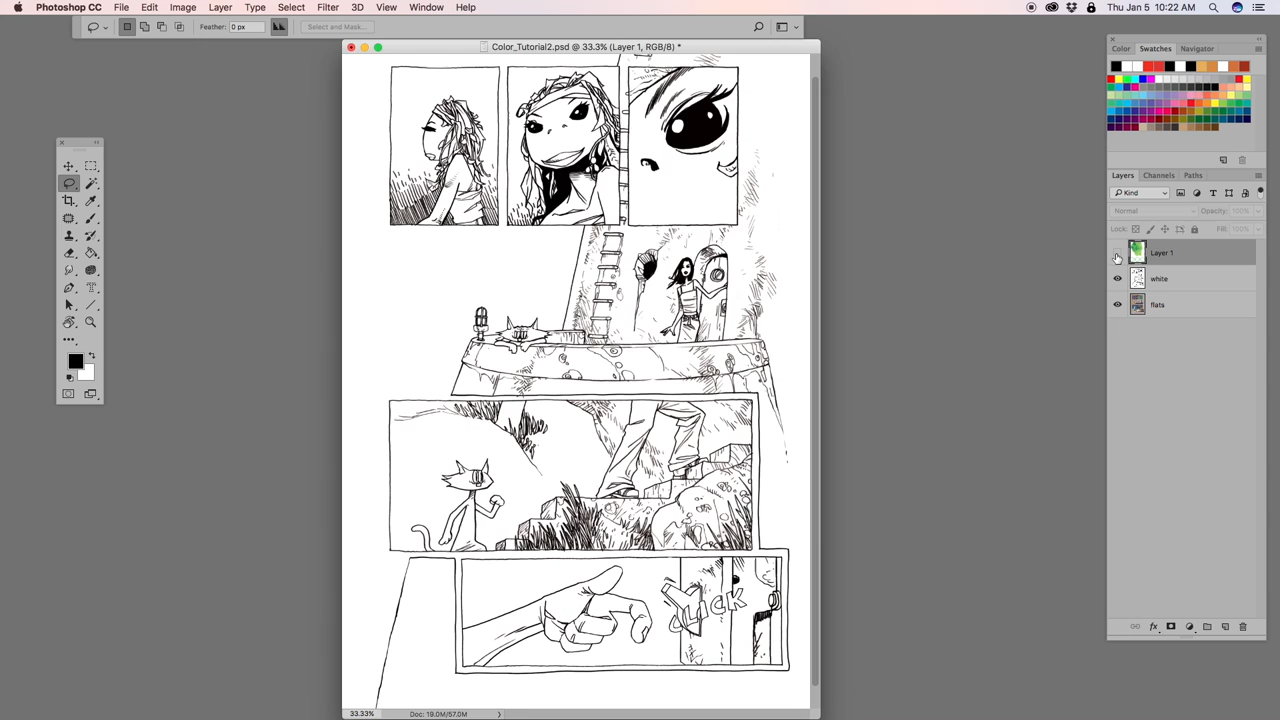 Photoshop CC File Edit Image Layer Type Select Filter 3D View Window Help Thu Jan 5 10:22 AM
Feather: 0 px Select and Mask...
Color_Tutorial2.psd @ 33.3% (Layer 1, RGB/8) *
Color Swatches Navigator
Layers Channels Paths
Kind
Normal Opacity: 100%
Lock: Fill: 100%
Layer 1
white
flats
CLICK
33.33% Doc: 19.0M/57.0M